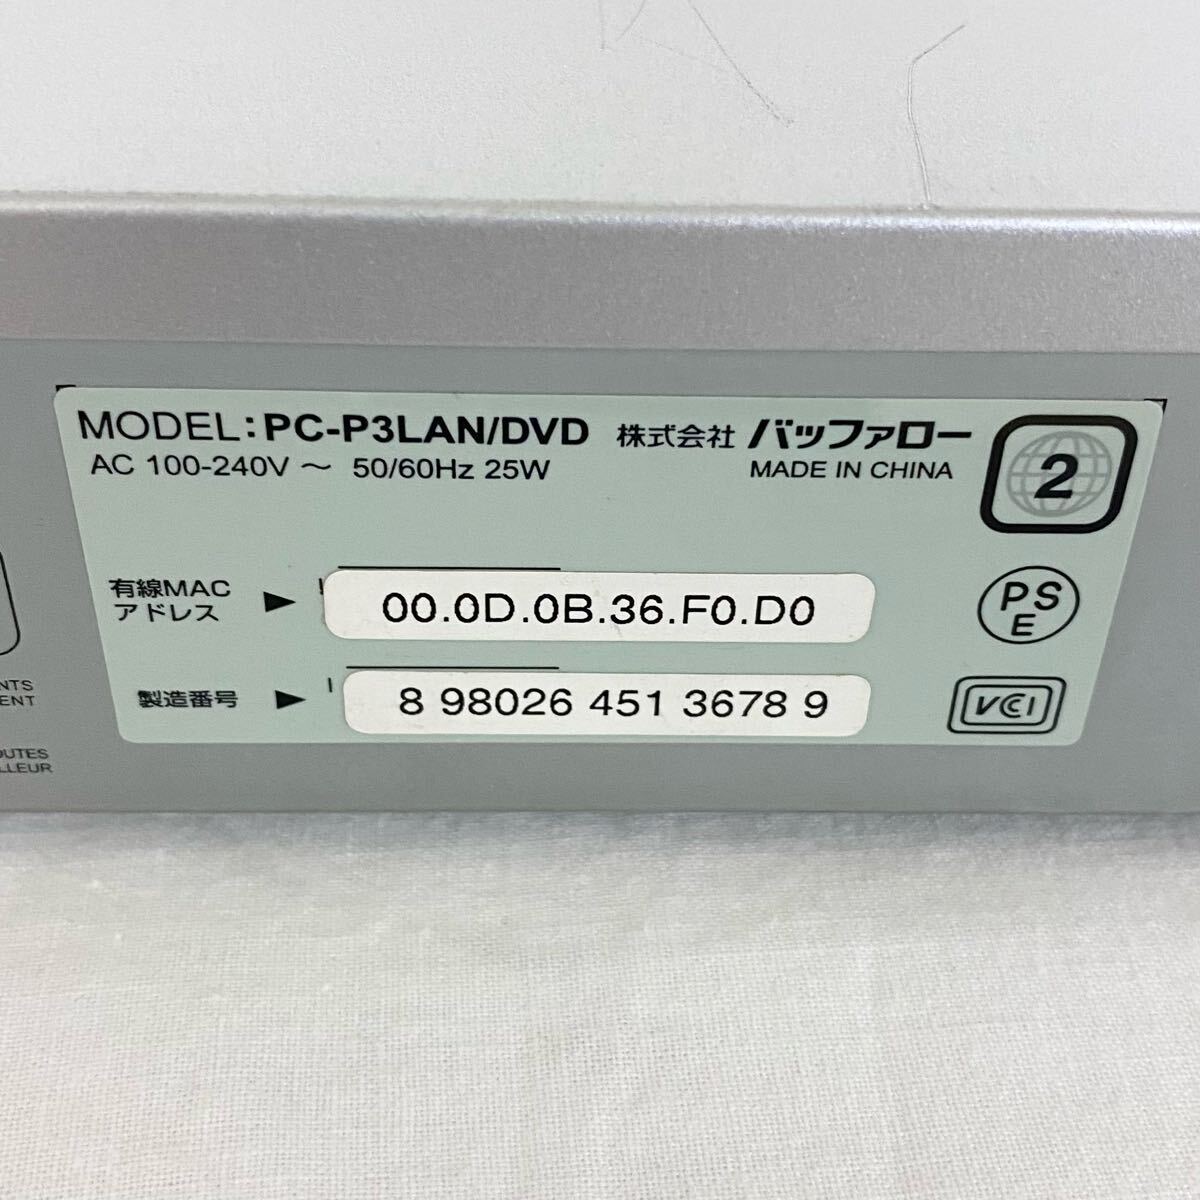 MODEL:PC-P3LAN/DVD 株式会社 バッファロー
AC 100-240V ～ 50/60Hz 25W MADE IN CHINA
2
有線MAC
アドレス ▶ 00.0D.0B.36.F0.D0
PS
E
製造番号 ▶ 8 98026 451 3678 9
VCCI
NTS
ENT
OUTES
LLEUR